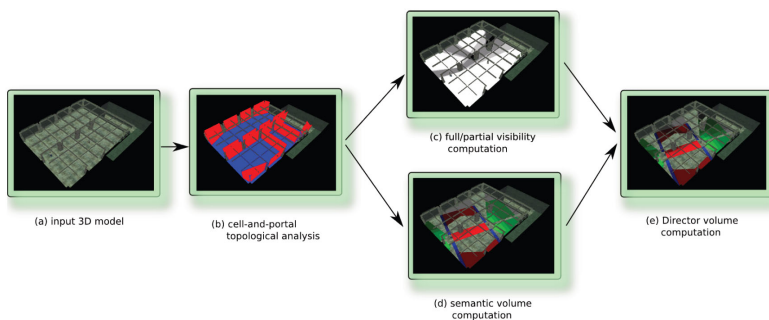 (a) input 3D model
(b) cell-and-portal
topological analysis
(c) full/partial visibility
computation
(d) semantic volume
computation
(e) Director volume
computation